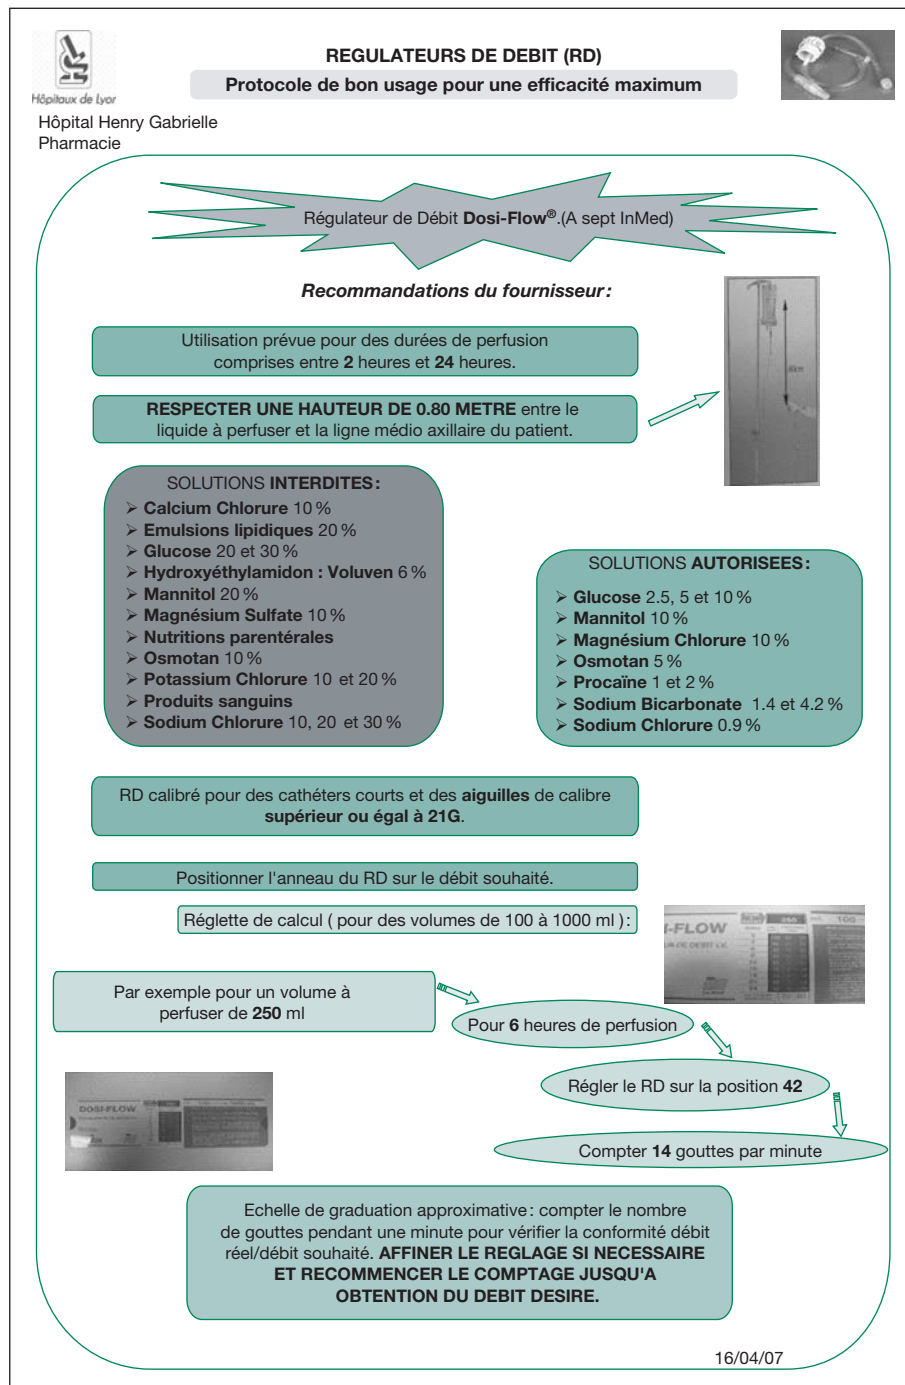 REGULATEURS DE DEBIT (RD)
Protocole de bon usage pour une efficacité maximum
Hôpitaux de Lyon
Hôpital Henry Gabrielle
Pharmacie
Régulateur de Débit Dosi-Flow®.(A sept InMed)
Recommandations du fournisseur :
Utilisation prévue pour des durées de perfusion
comprises entre 2 heures et 24 heures.
RESPECTER UNE HAUTEUR DE 0.80 METRE entre le
liquide à perfuser et la ligne médio axillaire du patient.
SOLUTIONS INTERDITES :
➢ Calcium Chlorure 10 %
➢ Emulsions lipidiques 20 %
➢ Glucose 20 et 30 %
➢ Hydroxyéthylamidon : Voluven 6 %
➢ Mannitol 20 %
➢ Magnésium Sulfate 10 %
➢ Nutritions parentérales
➢ Osmotan 10 %
➢ Potassium Chlorure 10 et 20 %
➢ Produits sanguins
➢ Sodium Chlorure 10, 20 et 30 %
SOLUTIONS AUTORISEES :
➢ Glucose 2.5, 5 et 10 %
➢ Mannitol 10 %
➢ Magnésium Chlorure 10 %
➢ Osmotan 5 %
➢ Procaïne 1 et 2 %
➢ Sodium Bicarbonate 1.4 et 4.2 %
➢ Sodium Chlorure 0.9 %
RD calibré pour des cathéters courts et des aiguilles de calibre
supérieur ou égal à 21G.
Positionner l'anneau du RD sur le débit souhaité.
Réglette de calcul ( pour des volumes de 100 à 1000 ml ) :
I-FLOW
Par exemple pour un volume à
perfuser de 250 ml
Pour 6 heures de perfusion
Régler le RD sur la position 42
DOSI-FLOW
Compter 14 gouttes par minute
Echelle de graduation approximative : compter le nombre
de gouttes pendant une minute pour vérifier la conformité débit
réel/débit souhaité. AFFINER LE REGLAGE SI NECESSAIRE
ET RECOMMENCER LE COMPTAGE JUSQU'A
OBTENTION DU DEBIT DESIRE.
16/04/07